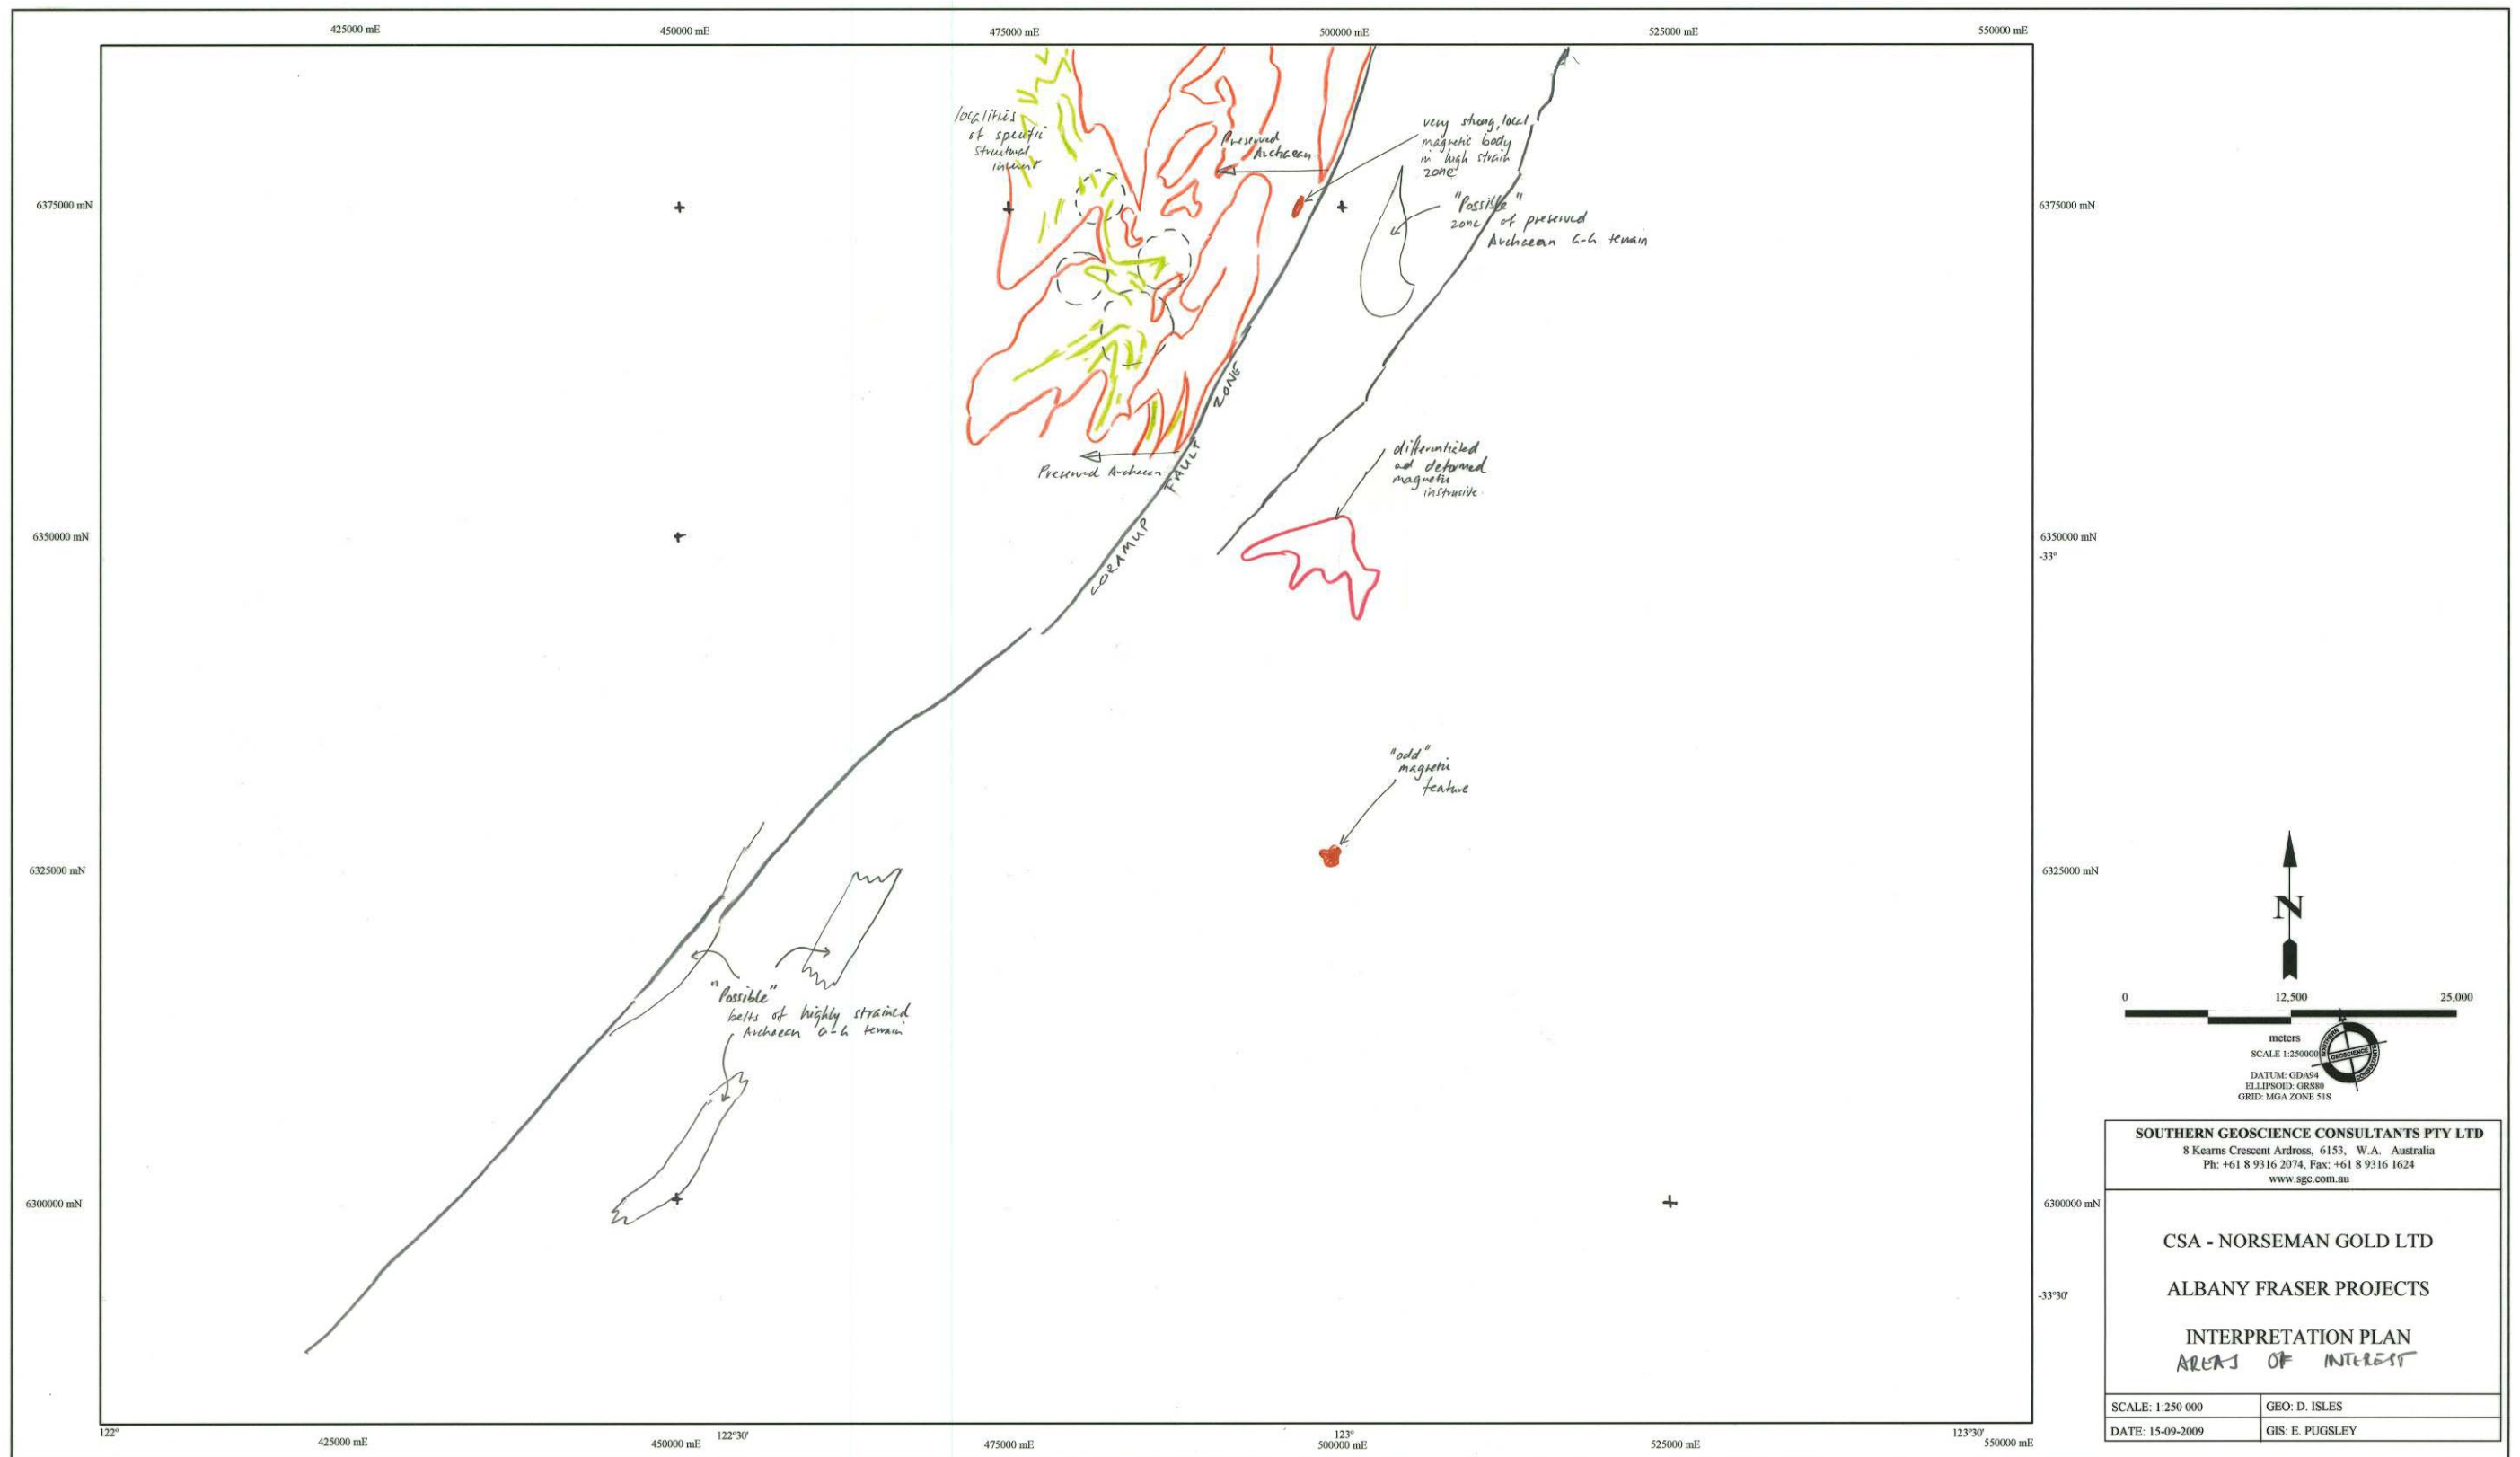 425000 mE
450000 mE
475000 mE
500000 mE
525000 mE
550000 mE
localities
of specific
structural
interest
Preserved
Archaean
very strong, local
magnetic body
in high strain
zone
"Possible"
zone of preserved
Archaean G-G terrain
6375000 mN
6375000 mN
ZONE
FAULT
CORAMUP
Preserved Archaean
differentiated
and deformed
magnetic
instrusive.
6350000 mN
6350000 mN
-33°
"odd"
magnetic
feature
6325000 mN
6325000 mN
"Possible"
belts of highly strained
Archaean G-G terrain
6300000 mN
6300000 mN
-33°30'
122°
425000 mE
450000 mE
122°30'
475000 mE
123°
500000 mE
525000 mE
123°30'
550000 mE
N
0
12,500
25,000
meters
SCALE 1:250000
SOUTHERN
GEOSCIENCE
CONSULTANTS
DATUM: GDA94
ELLIPSOID: GRS80
GRID: MGA ZONE 51S
SOUTHERN GEOSCIENCE CONSULTANTS PTY LTD
8 Kearns Crescent Ardross, 6153, W.A. Australia
Ph: +61 8 9316 2074, Fax: +61 8 9316 1624
www.sgc.com.au
CSA - NORSEMAN GOLD LTD
ALBANY FRASER PROJECTS
INTERPRETATION PLAN
AREAS OF INTEREST
SCALE: 1:250 000
GEO: D. ISLES
DATE: 15-09-2009
GIS: E. PUGSLEY